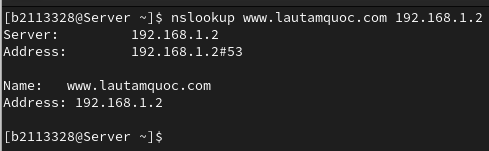 [b2113328@Server ~]$ nslookup www.lautamquoc.com 192.168.1.2
Server:         192.168.1.2
Address:        192.168.1.2#53

Name:   www.lautamquoc.com
Address: 192.168.1.2

[b2113328@Server ~]$